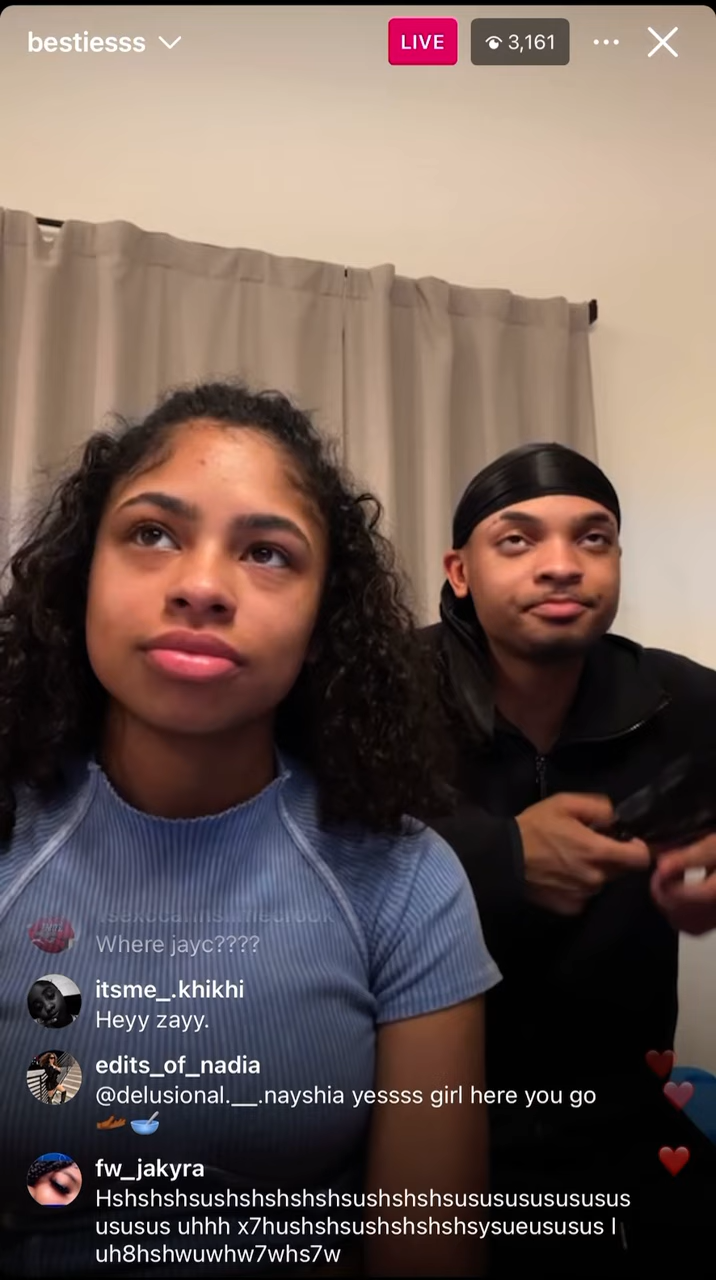 bestiesss
LIVE
3,161
Where jayc????
itsme_.khikhi
Heyy zayy.
edits_of_nadia
@delusional.__.nayshia yessss girl here you go
fw_jakyra
Hshshshsushshshshshsushshshsususususususus
ususus uhhh x7hushshsushshshshsysueususus I
uh8hshwuwhw7whs7w